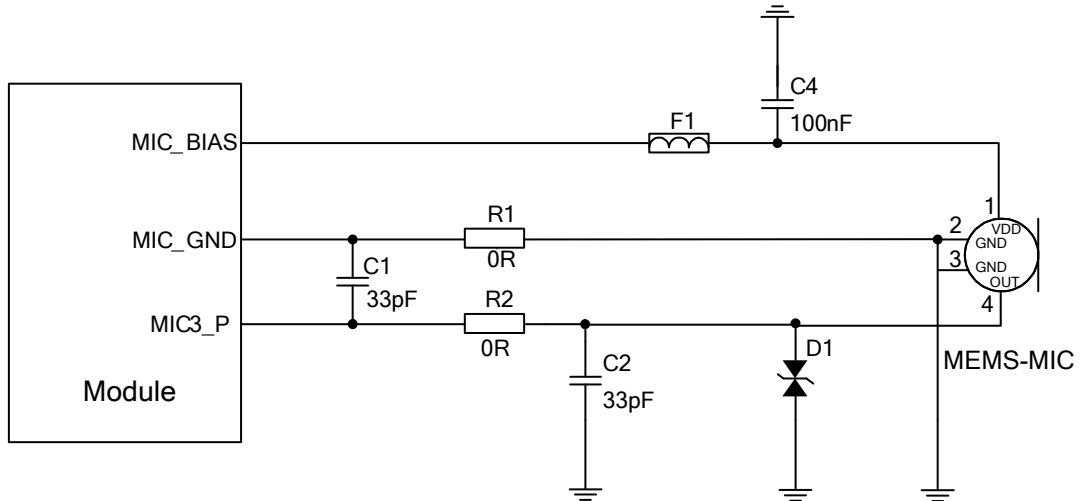 C4
100nF
F1
MIC_BIAS
1
VDD
R1
2
GND
MIC_GND
0R
3
GND
C1
33pF
OUT
R2
4
MIC3_P
0R
D1
MEMS-MIC
C2
33pF
Module